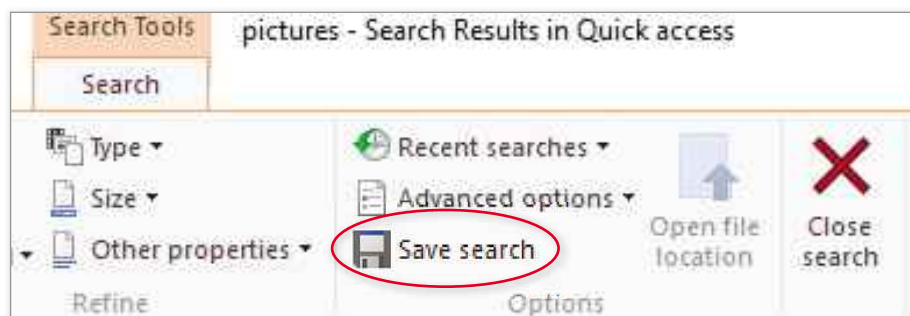 Search Tools
pictures - Search Results in Quick access
Search
Type
Size
Other properties
Refine
Recent searches
Advanced options
Save search
Options
Open file
location
Close
search